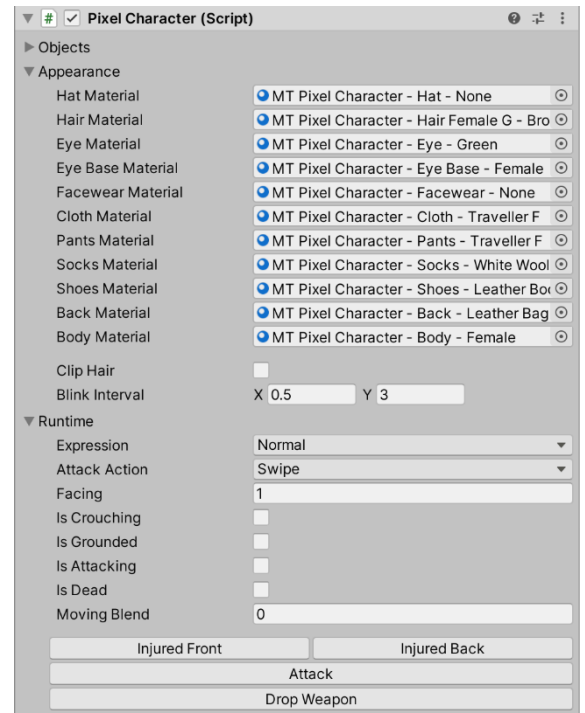 # Pixel Character (Script)
Objects
Appearance
Hat Material MT Pixel Character - Hat - None
Hair Material MT Pixel Character - Hair Female G - Bro
Eye Material MT Pixel Character - Eye - Green
Eye Base Material MT Pixel Character - Eye Base - Female
Facewear Material MT Pixel Character - Facewear - None
Cloth Material MT Pixel Character - Cloth - Traveller F
Pants Material MT Pixel Character - Pants - Traveller F
Socks Material MT Pixel Character - Socks - White Wool
Shoes Material MT Pixel Character - Shoes - Leather Boo
Back Material MT Pixel Character - Back - Leather Bag
Body Material MT Pixel Character - Body - Female
Clip Hair
Blink Interval X 0.5 Y 3
Runtime
Expression Normal
Attack Action Swipe
Facing 1
Is Crouching
Is Grounded
Is Attacking
Is Dead
Moving Blend 0
Injured Front Injured Back
Attack
Drop Weapon